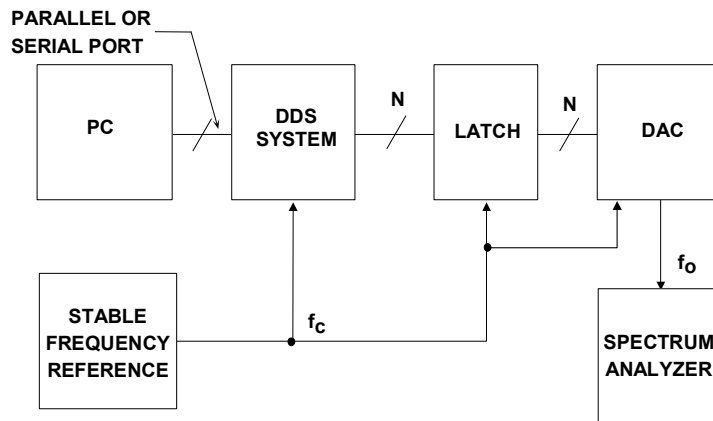 PARALLEL OR
SERIAL PORT
PC
DDS
SYSTEM
N
LATCH
N
DAC
STABLE
FREQUENCY
REFERENCE
fc
fo
SPECTRUM
ANALYZER